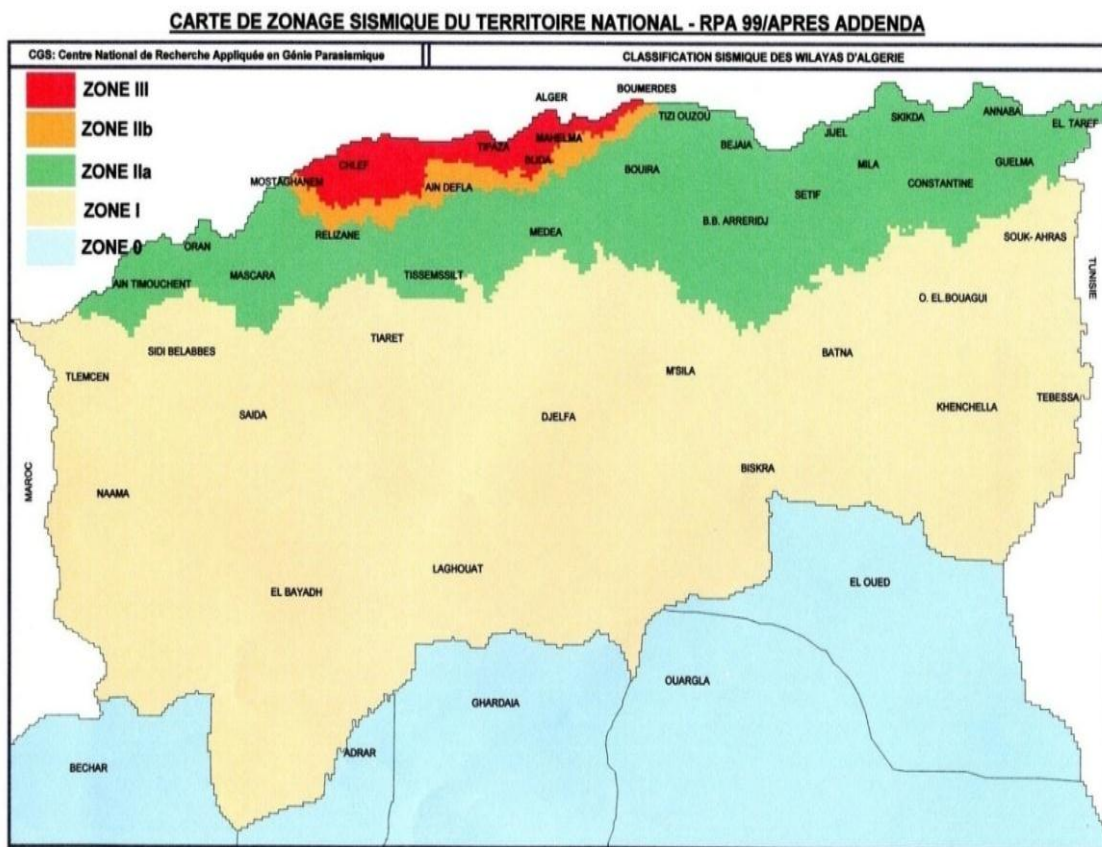 CARTE DE ZONAGE SISMIQUE DU TERRITOIRE NATIONAL - RPA 99/APRES ADDENDA
CGS: Centre National de Recherche Appliquée en Génie Parasismique
CLASSIFICATION SISMIQUE DES WILAYAS D'ALGERIE
ZONE III
ZONE IIb
ZONE IIa
ZONE I
ZONE 0
BOUMERDES
ALGER
TIZI OUZOU
SKIKDA
ANNABA
EL TAREF
JIJEL
MAHELMA
BEJAIA
TIPAZA
BLIDA
CHLEF
MILA
GUELMA
BOUIRA
MOSTAGHANEM
AIN DEFLA
CONSTANTINE
SETIF
B.B. ARRERIDJ
RELIZANE
MEDEA
SOUK- AHRAS
ORAN
MASCARA
TISSEMSSILT
TUNISIE
AIN TIMOUCHENT
O. EL.BOUAGUI
TIARET
SIDI BELABBES
BATNA
TLEMCEN
M'SILA
TEBESSA
KHENCHELLA
SAIDA
DJELFA
MAROC
BISKRA
NAAMA
LAGHOUAT
EL OUED
EL BAYADH
OUARGLA
GHARDAIA
ADRAR
BECHAR